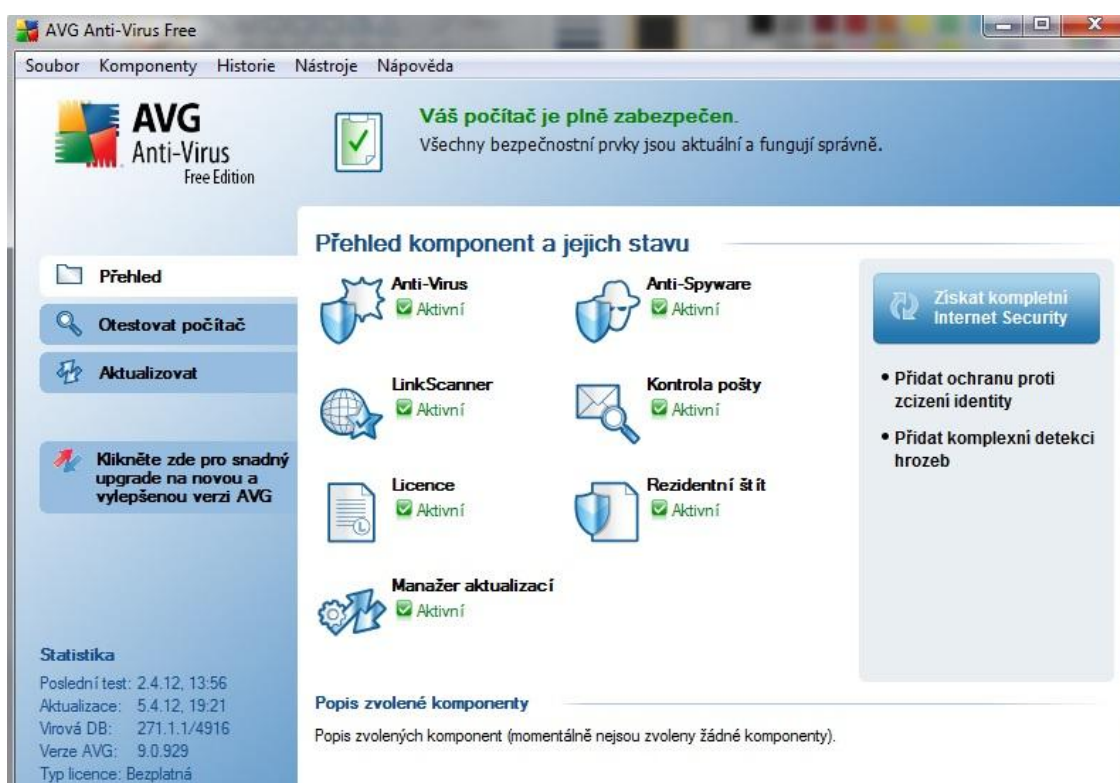 AVG Anti-Virus Free
Soubor Komponenty Historie Nástroje Nápověda
AVG
Anti-Virus
Free Edition
Váš počítač je plně zabezpečen.
Všechny bezpečnostní prvky jsou aktuální a fungují správně.
Přehled
Otestovat počítač
Aktualizovat
Klikněte zde pro snadný
upgrade na novou a
vylepšenou verzi AVG
Statistika
Poslední test: 2.4.12, 13:56
Aktualizace: 5.4.12, 19:21
Virová DB: 271.1.1/4916
Verze AVG: 9.0.929
Typ licence: Bezplatná
Přehled komponent a jejich stavu
Anti-Virus
Aktivní
Anti-Spyware
Aktivní
LinkScanner
Aktivní
Kontrola pošty
Aktivní
Licence
Aktivní
Rezidentní štít
Aktivní
Manažer aktualizací
Aktivní
Popis zvolené komponenty
Popis zvolených komponent (momentálně nejsou zvoleny žádné komponenty).
Získat kompletní
Internet Security
• Přidat ochranu proti
zcizení identity
• Přidat komplexní detekci
hrozeb